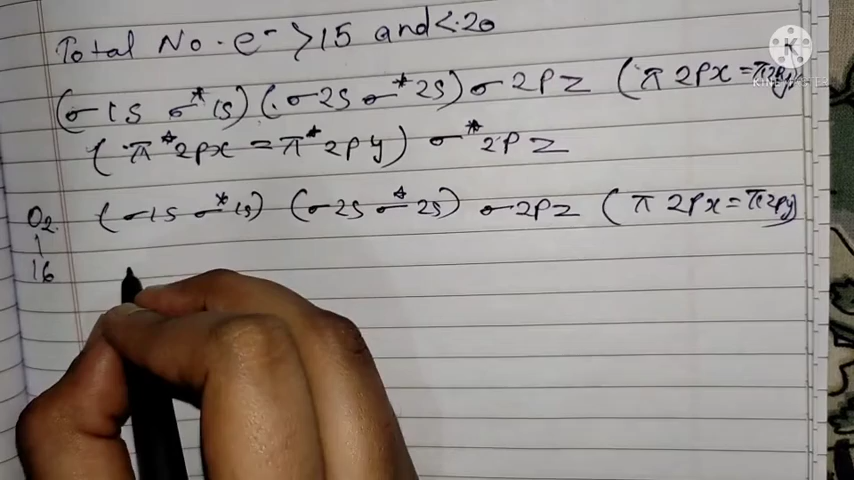 Total No. e- >15 and <.20
(σ1s σ*1s) (σ2s σ*2s) σ2pz (π2px = π2py)
(π*2px = π*2py) σ*2pz
O2 (σ1s σ*1s) (σ2s σ*2s) σ2pz (π2px = π2py)
16
K